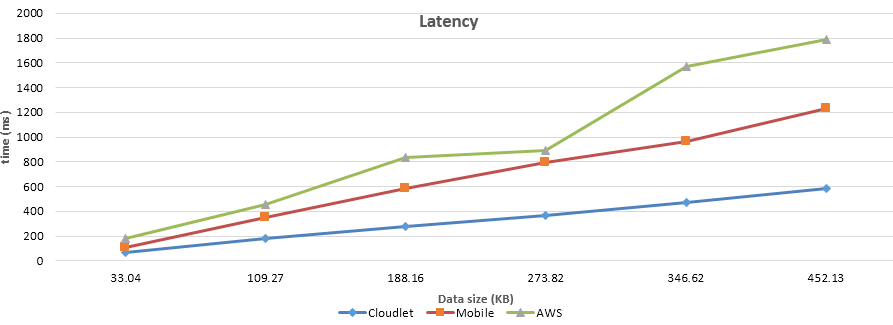 Latency
2000
1800
1600
1400
1200
1000
800
600
400
200
0
time (ms)
33.04 109.27 188.16 273.82 346.62 452.13
Data size (KB)
Cloudlet Mobile AWS